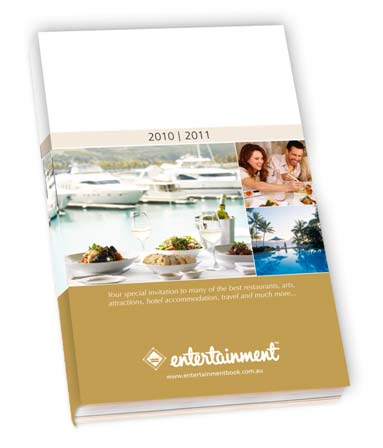 2010 | 2011
Your special invitation to many of the best restaurants, arts,
attractions, hotel accommodation, travel and much more...
entertainment™
www.entertainmentbook.com.au